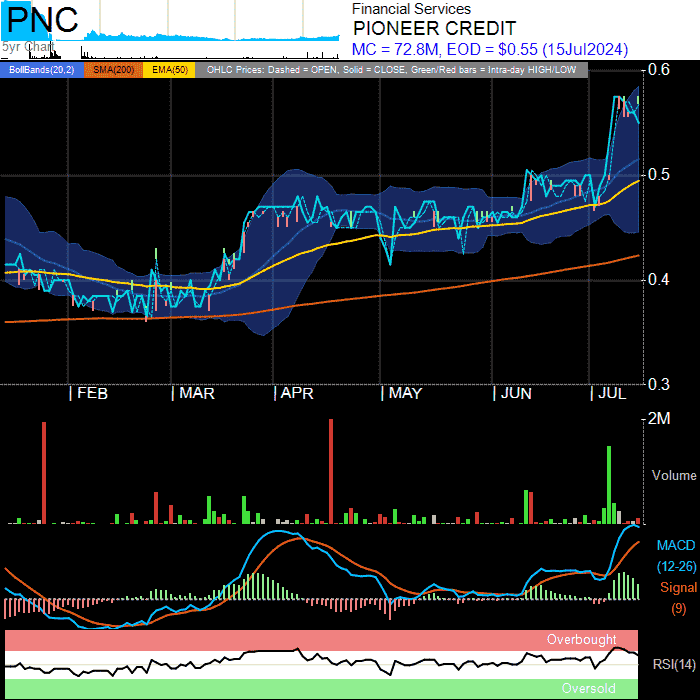 PNC
5yr Chart
Financial Services
PIONEER CREDIT
MC = 72.8M, EOD = $0.55 (15Jul2024)
BollBands(20,2) SMA(200) EMA(50) OHLC Prices: Dashed = OPEN, Solid = CLOSE, Green/Red bars = Intra-day HIGH/LOW
0.6
0.5
0.4
0.3
| FEB | MAR | APR | MAY | JUN | JUL
2M
Volume
MACD
(12-26)
Signal
(9)
Overbought
RSI(14)
Oversold